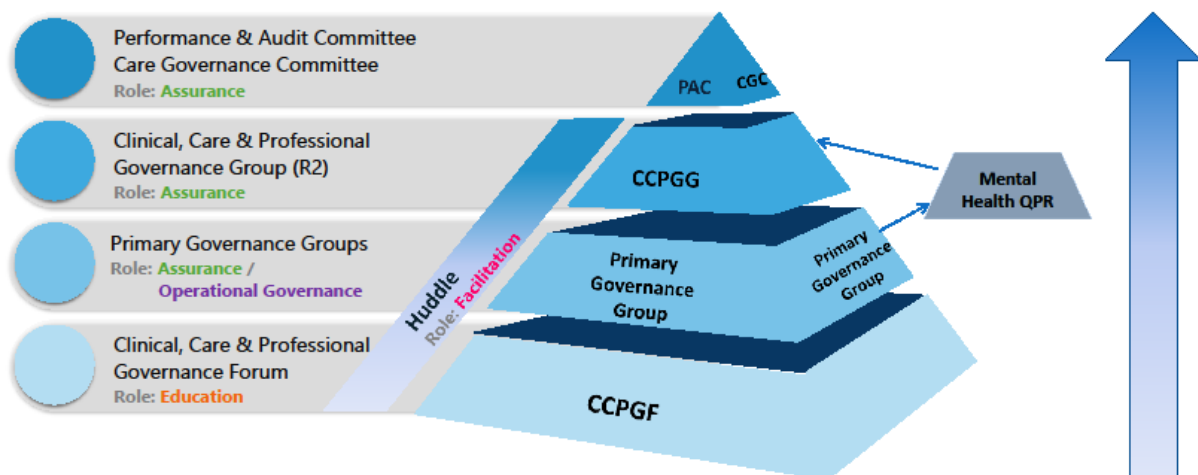 Performance & Audit Committee
Care Governance Committee
Role: Assurance
Clinical, Care & Professional
Governance Group (R2)
Role: Assurance
Primary Governance Groups
Role: Assurance /
Operational Governance
Clinical, Care & Professional
Governance Forum
Role: Education
Huddle
Role: Facilitation
PAC
CGC
CCPGG
Primary
Governance
Group
Primary
Governance
Group
CCPGF
Mental
Health QPR